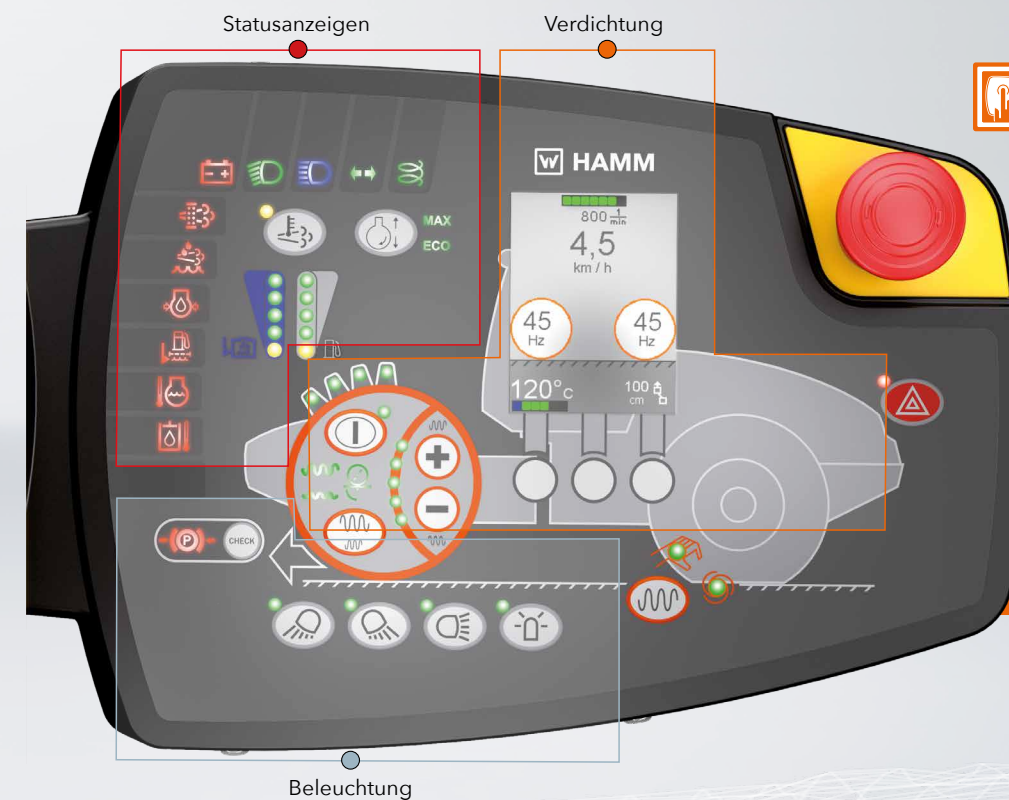 Statusanzeigen
Verdichtung
W HAMM
MAX
ECO
800 1/min
4,5
km / h
45
Hz
45
Hz
120°c
100
cm
P
CHECK
Beleuchtung